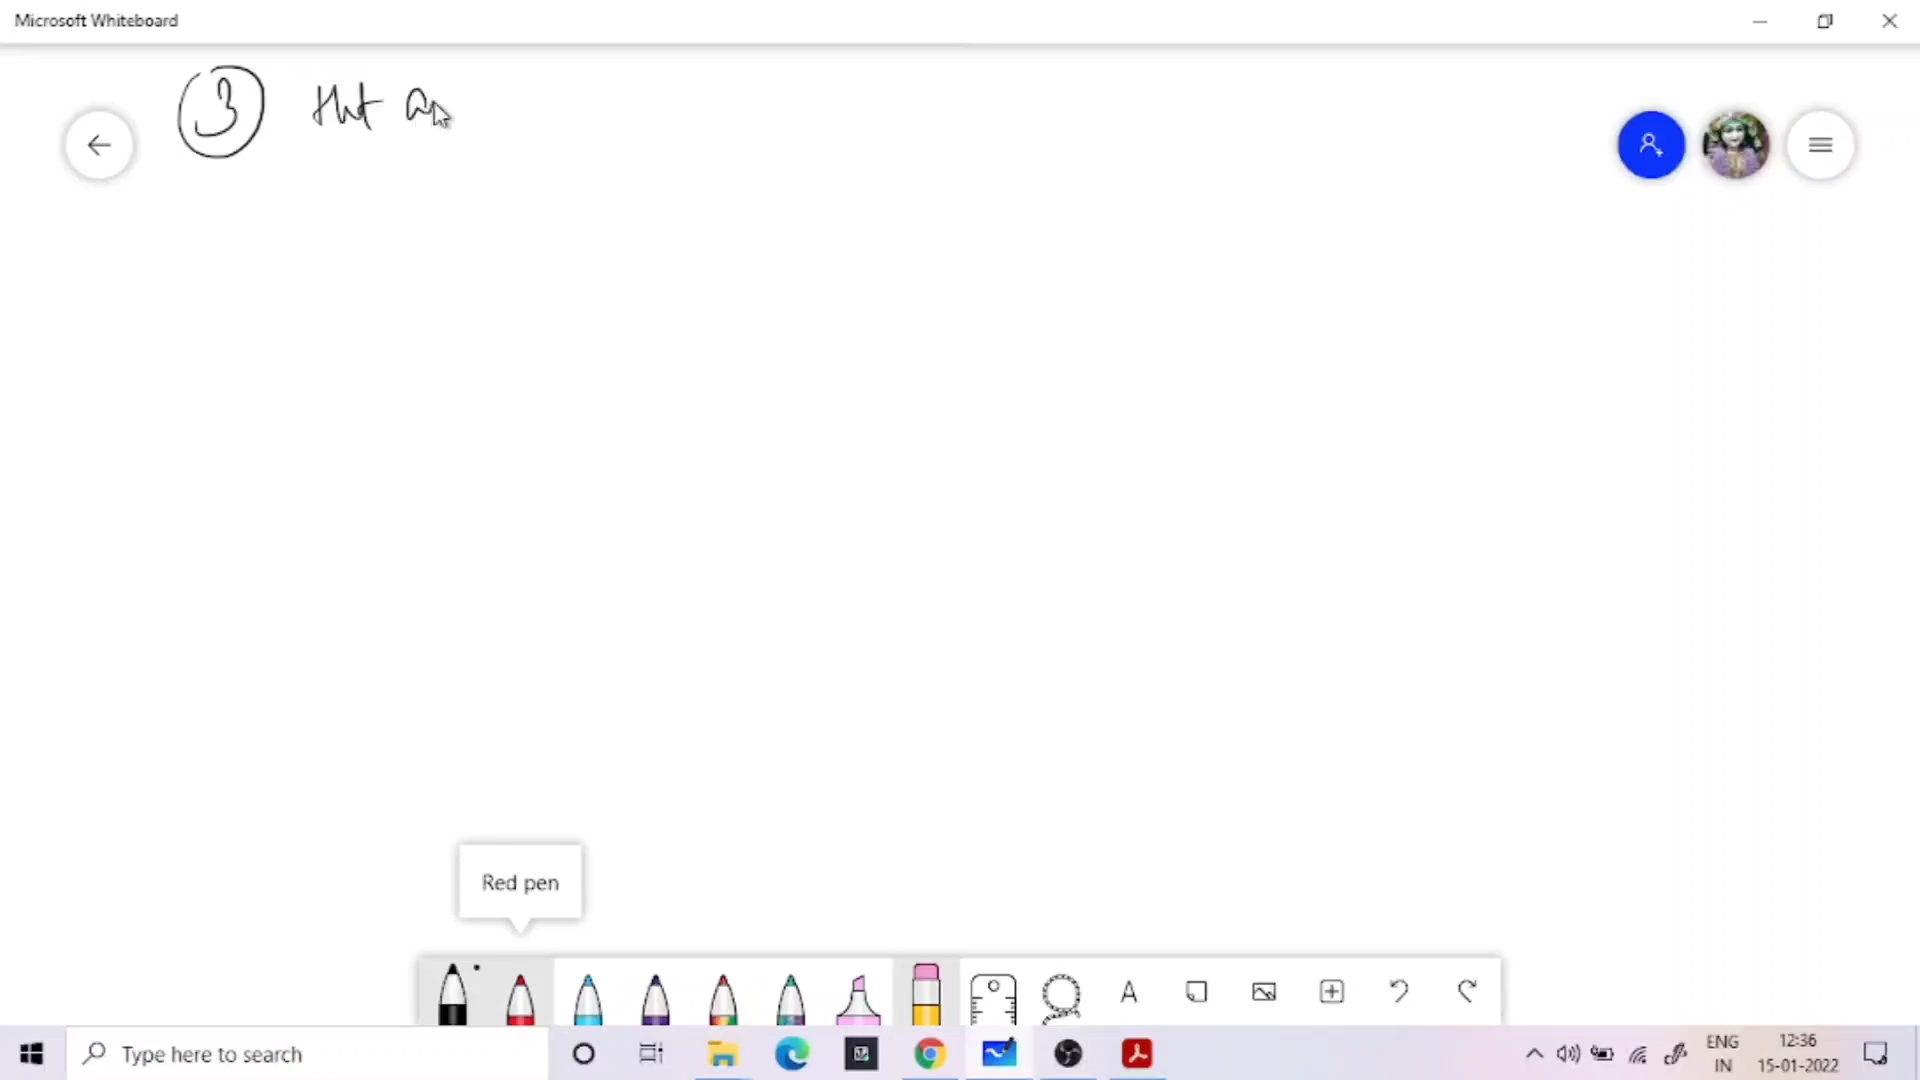 Microsoft Whiteboard
3
Red pen
A
Type here to search
ENG
IN
12:36
15-01-2022